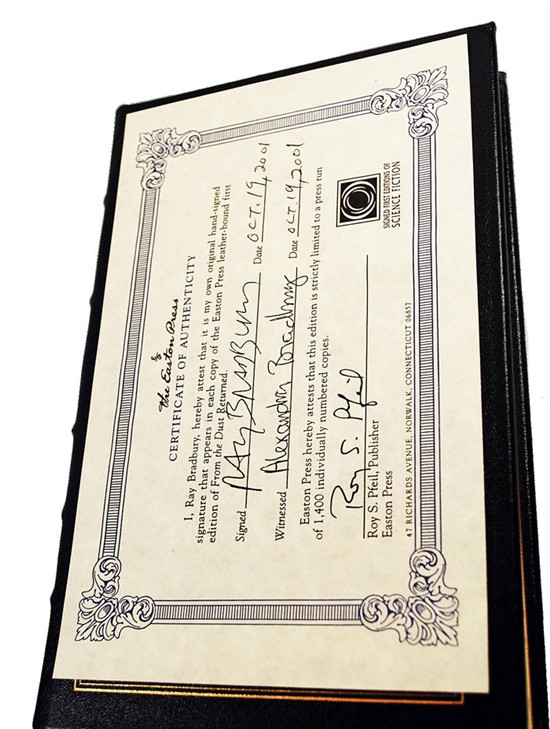 the Easton Press
CERTIFICATE OF AUTHENTICITY
I, Ray Bradbury, hereby attest that it is my own original hand-signed
signature that appears in each copy of the Easton Press leather-bound first
edition of From the Dust Returned.
Signed Ray Bradbury Date OCT. 19, 2001
Witnessed Alexandra Bradbury Date OCT. 19, 2001
Easton Press hereby attests that this edition is strictly limited to a press run
of 1,400 individually numbered copies.
Roy S. Pfeil
Roy S. Pfeil, Publisher
Easton Press
SIGNED FIRST EDITIONS OF
SCIENCE FICTION
47 RICHARDS AVENUE, NORWALK, CONNECTICUT 06857